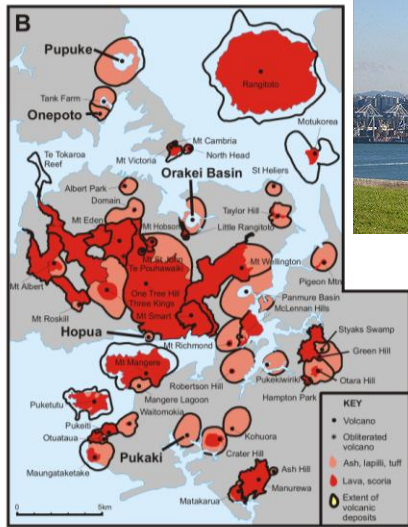 B
Pupuke
Tank Farm
Onepoto
Rangitoto
Motukorea
Mt Cambria
Mt Victoria
North Head
Te Tokaroa
Reef
Orakei Basin
St Heliers
Albert Park
Domain
Mt Eden
Mt Hobson
Taylor Hill
Little Rangitoto
Mt St John
Te Pouhawaiki
Mt Wellington
One Tree Hill
Three Kings
Pigeon Mtn
Mt Albert
Mt Smart
Panmure Basin
McLennan Hills
Mt Roskill
Hopua
Mt Richmond
Styaks Swamp
Green Hill
Mt Mangere
Otara Hill
Pukekiwiriki
Robertson Hill
Hampton Park
Mangere Lagoon
Puketutu
Waitomokia
Pukeiti
Otuataua
Pukaki
Kohuora
Crater Hill
Maungataketake
Ash Hill
Manurewa
Matakarua
0
5km
KEY
Volcano
Obliterated
volcano
Ash, lapilli, tuff
Lava, scoria
Extent of
volcanic
deposits